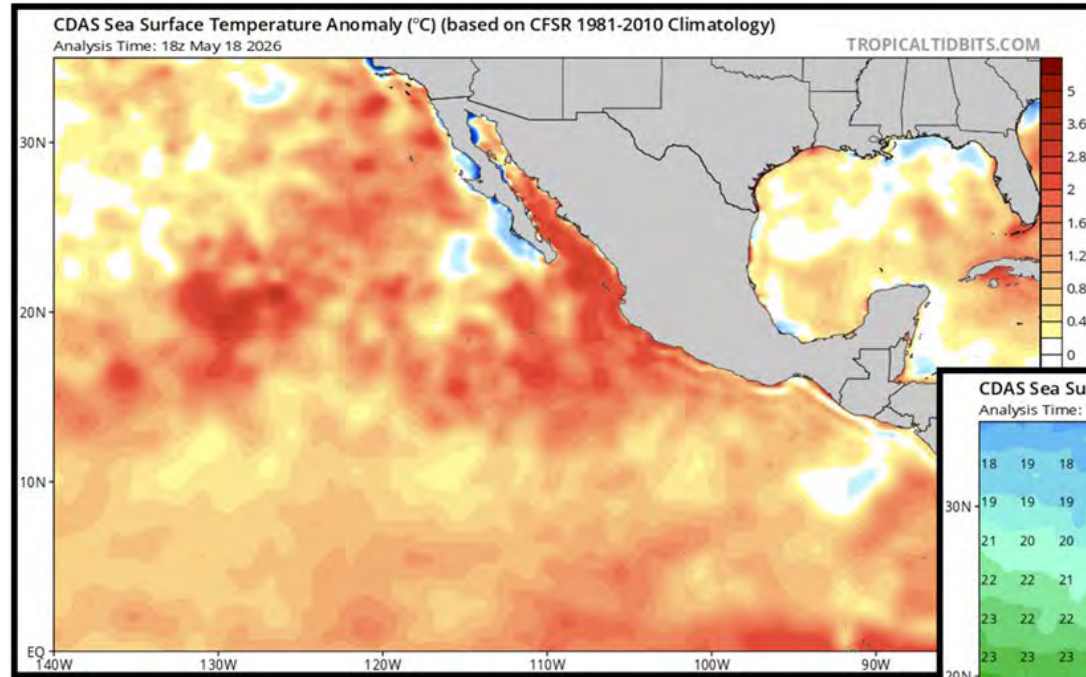 CDAS Sea Surface Temperature Anomaly (°C) (based on CFSR 1981-2010 Climatology)
Analysis Time: 18z May 18 2026
TROPICALTIDBITS.COM
5
3.6
2.8
2
1.2
0.8
0.4
0
30N
20N
10N
EQ
140W 130W 120W 110W 100W 90W
CDAS Sea Su
Analysis Time:
18 19 18
30N
19 19 19
21 20 20
22 22 21
23 22 22
23 23 23
20N